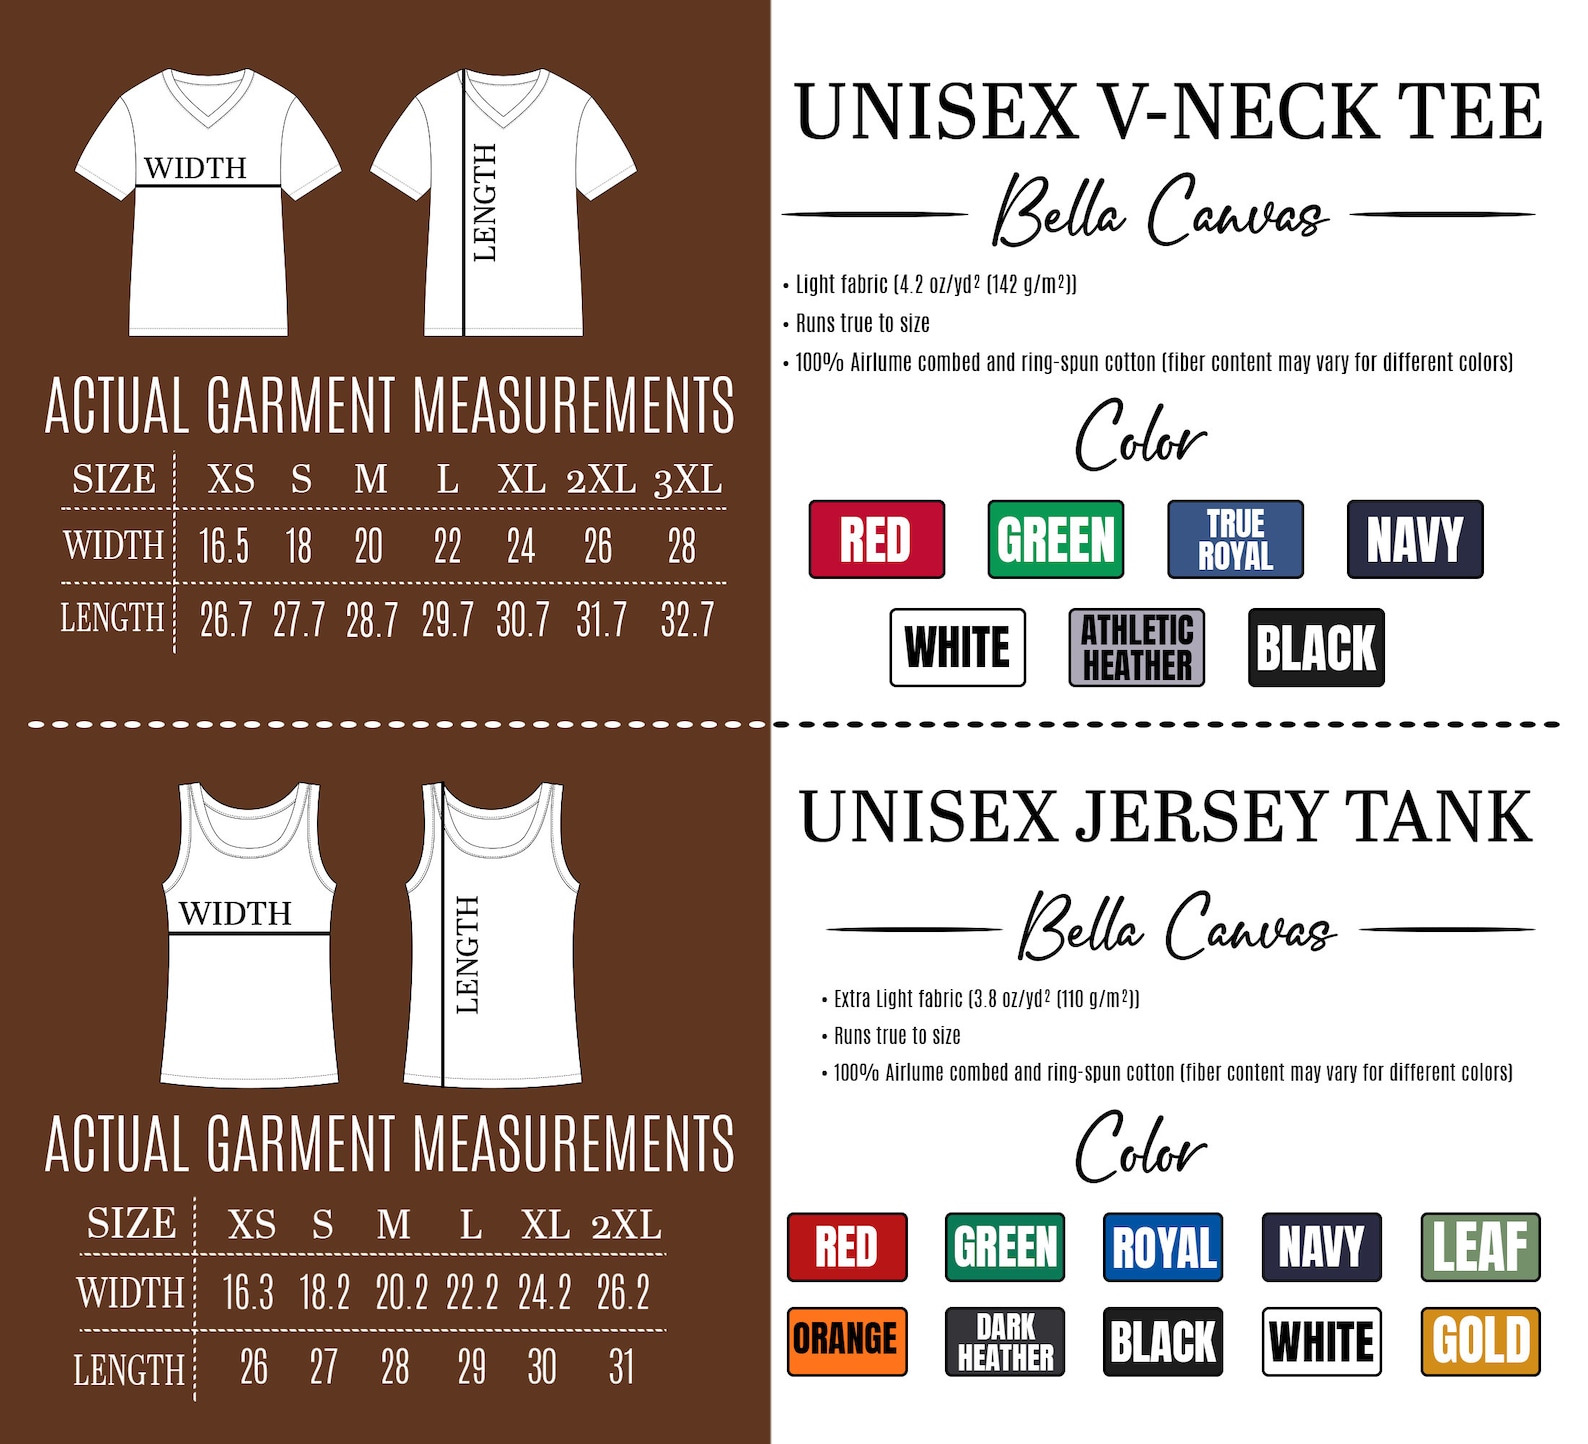 WIDTH
LENGTH
ACTUAL GARMENT MEASUREMENTS
SIZE XS S M L XL 2XL 3XL
WIDTH 16.5 18 20 22 24 26 28
LENGTH 26.7 27.7 28.7 29.7 30.7 31.7 32.7
UNISEX V-NECK TEE
Bella Canvas
• Light fabric (4.2 oz/yd² (142 g/m²))
• Runs true to size
• 100% Airlume combed and ring-spun cotton (fiber content may vary for different colors)
Color
RED
GREEN
TRUE
ROYAL
NAVY
WHITE
ATHLETIC
HEATHER
BLACK
WIDTH
LENGTH
ACTUAL GARMENT MEASUREMENTS
SIZE XS S M L XL 2XL
WIDTH 16.3 18.2 20.2 22.2 24.2 26.2
LENGTH 26 27 28 29 30 31
UNISEX JERSEY TANK
Bella Canvas
• Extra Light fabric (3.8 oz/yd² (110 g/m²))
• Runs true to size
• 100% Airlume combed and ring-spun cotton (fiber content may vary for different colors)
Color
RED
GREEN
ROYAL
NAVY
LEAF
ORANGE
DARK
HEATHER
BLACK
WHITE
GOLD